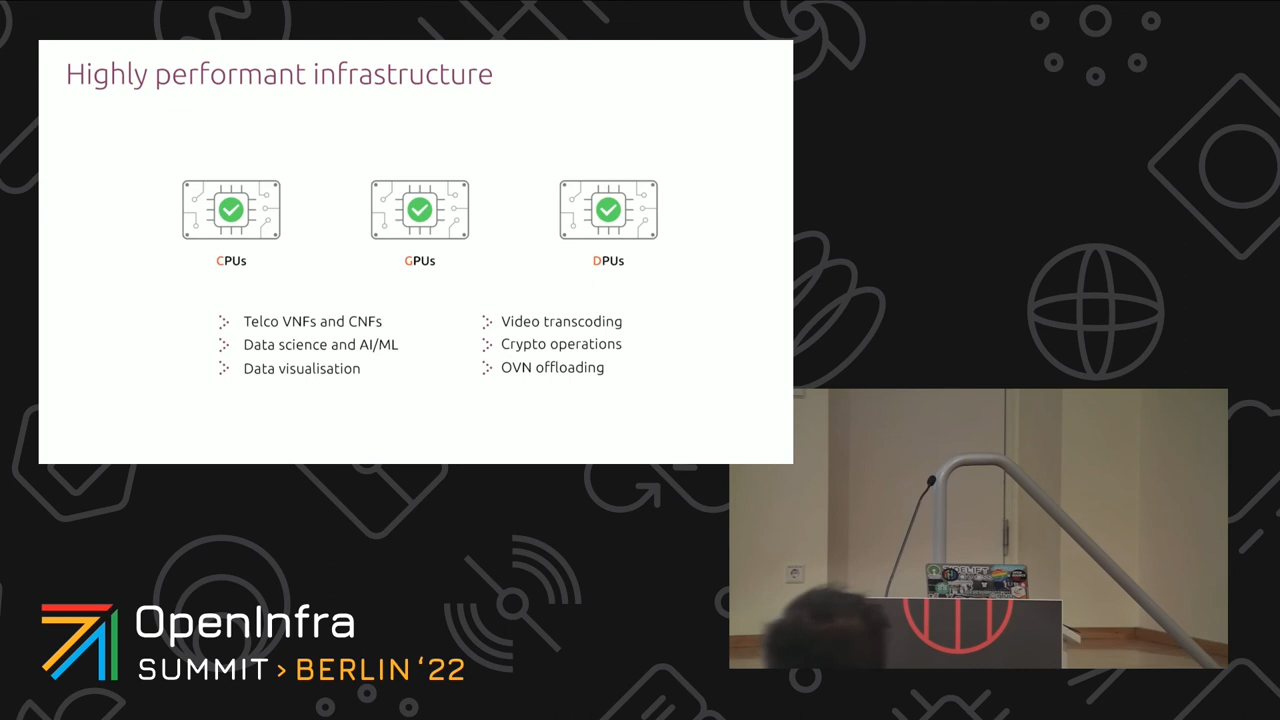 Highly performant infrastructure
CPUs
GPUs
DPUs
Telco VNFs and CNFs
Data science and AI/ML
Data visualisation
Video transcoding
Crypto operations
OVN offloading
OpenInfra
SUMMIT > BERLIN '22